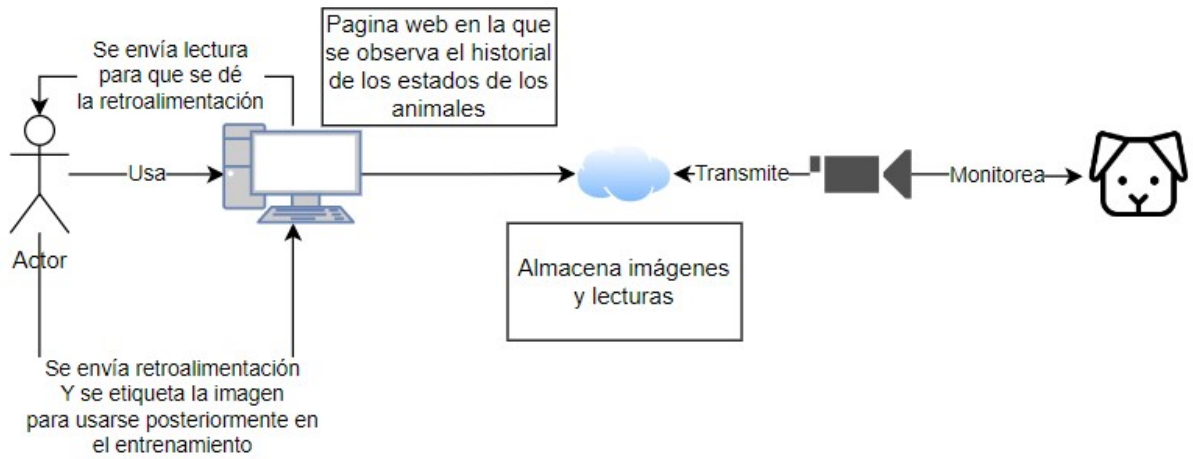 Pagina web en la que
se observa el historial
de los estados de los
animales
Se envía lectura
para que se dé
la retroalimentación
Usa
Transmite
Monitorea
Actor
Almacena imágenes
y lecturas
Se envía retroalimentación
Y se etiqueta la imagen
para usarse posteriormente en
el entrenamiento